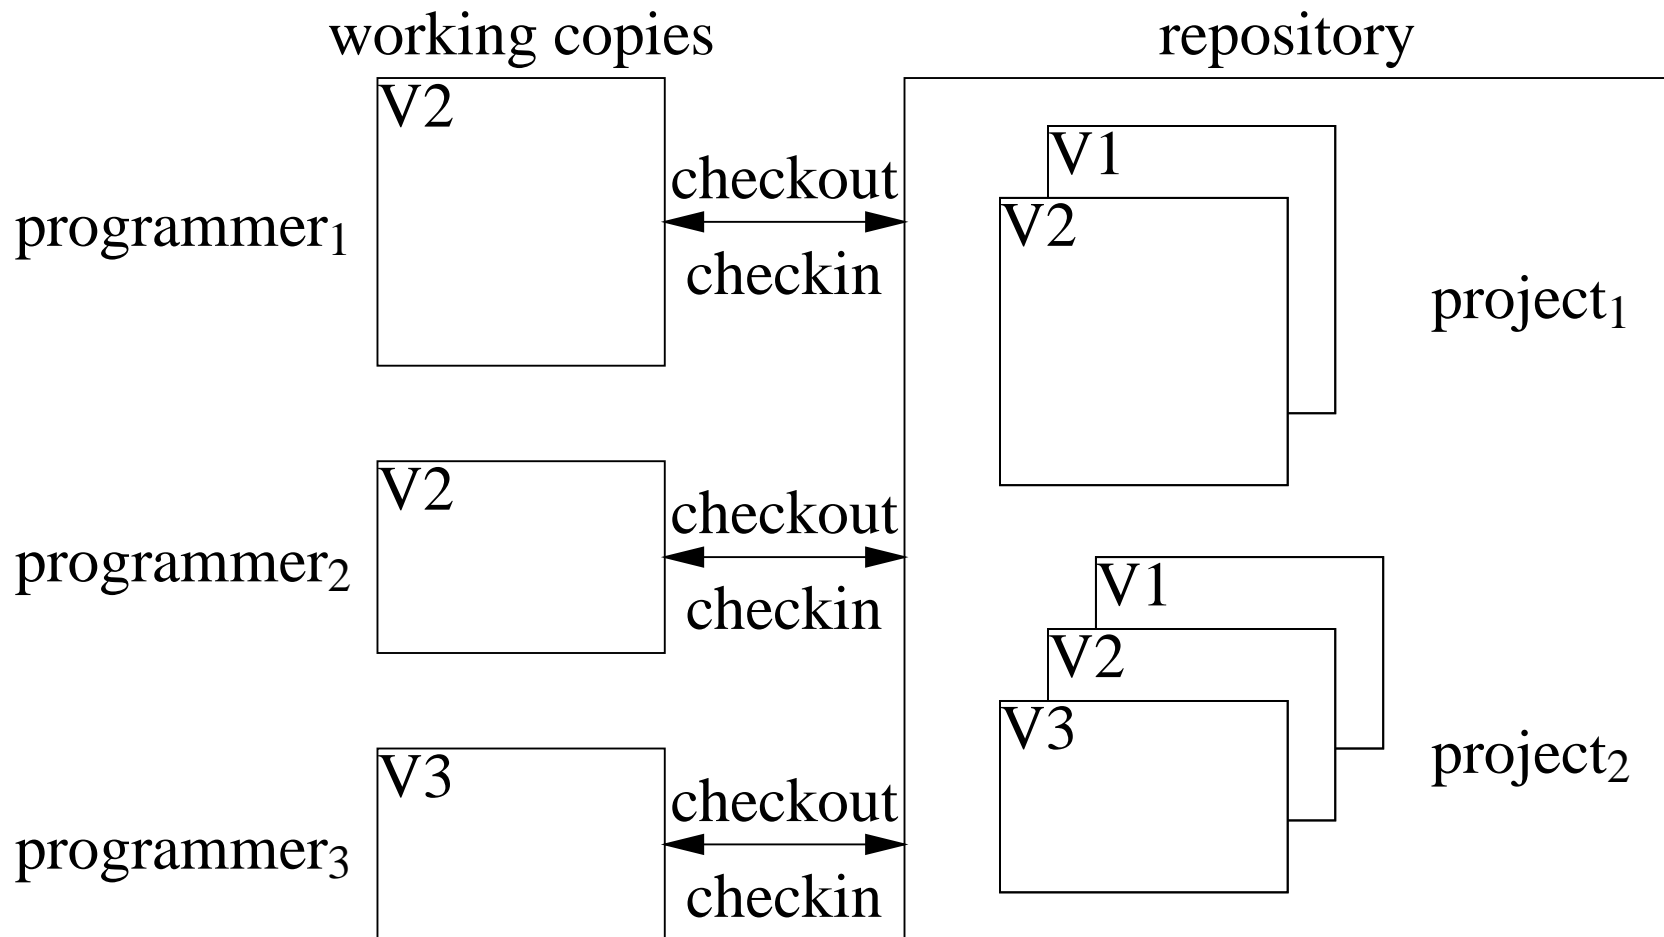 working copies
repository
V2
V1
checkout
V2
programmer₁
checkin
project₁
V2
checkout
programmer₂
checkin
V1
V2
V3
V3
project₂
checkout
programmer₃
checkin